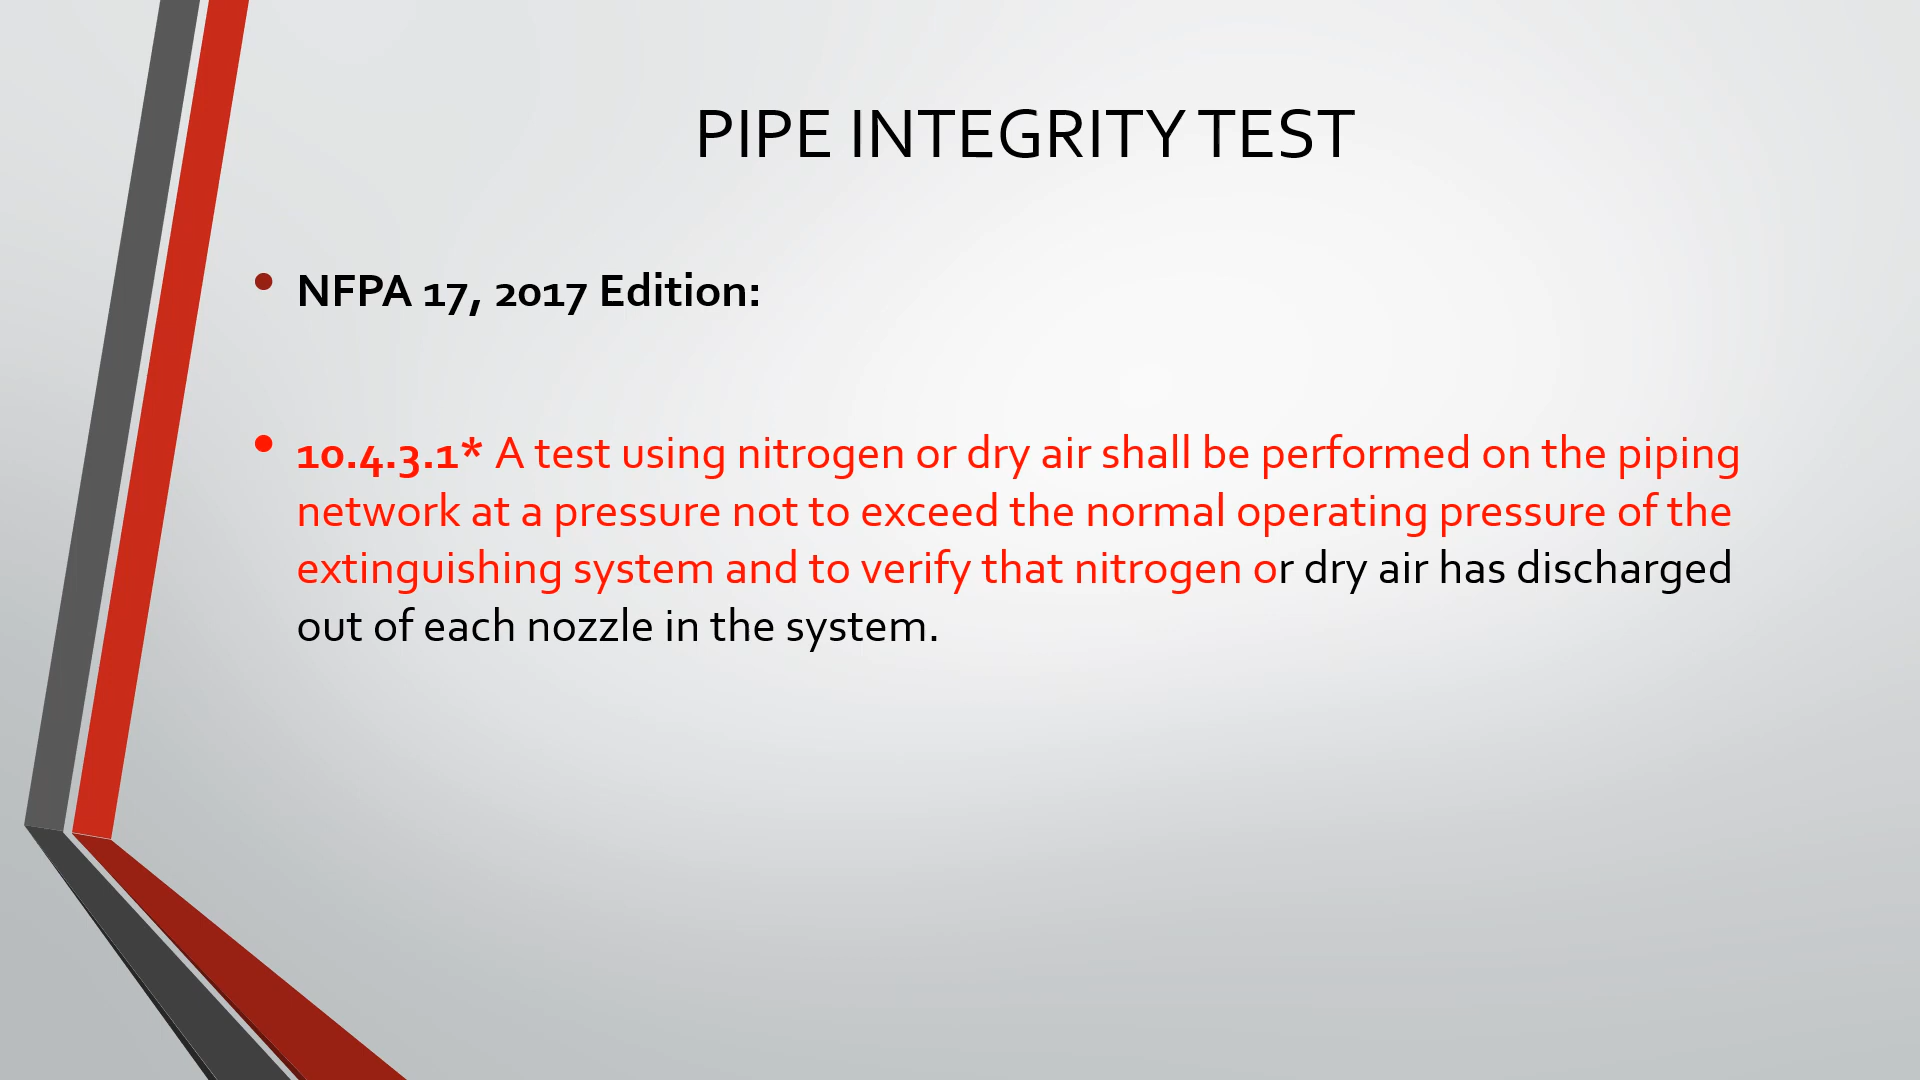 PIPE INTEGRITY TEST
• NFPA 17, 2017 Edition:
• 10.4.3.1* A test using nitrogen or dry air shall be performed on the piping
network at a pressure not to exceed the normal operating pressure of the
extinguishing system and to verify that nitrogen or dry air has discharged
out of each nozzle in the system.